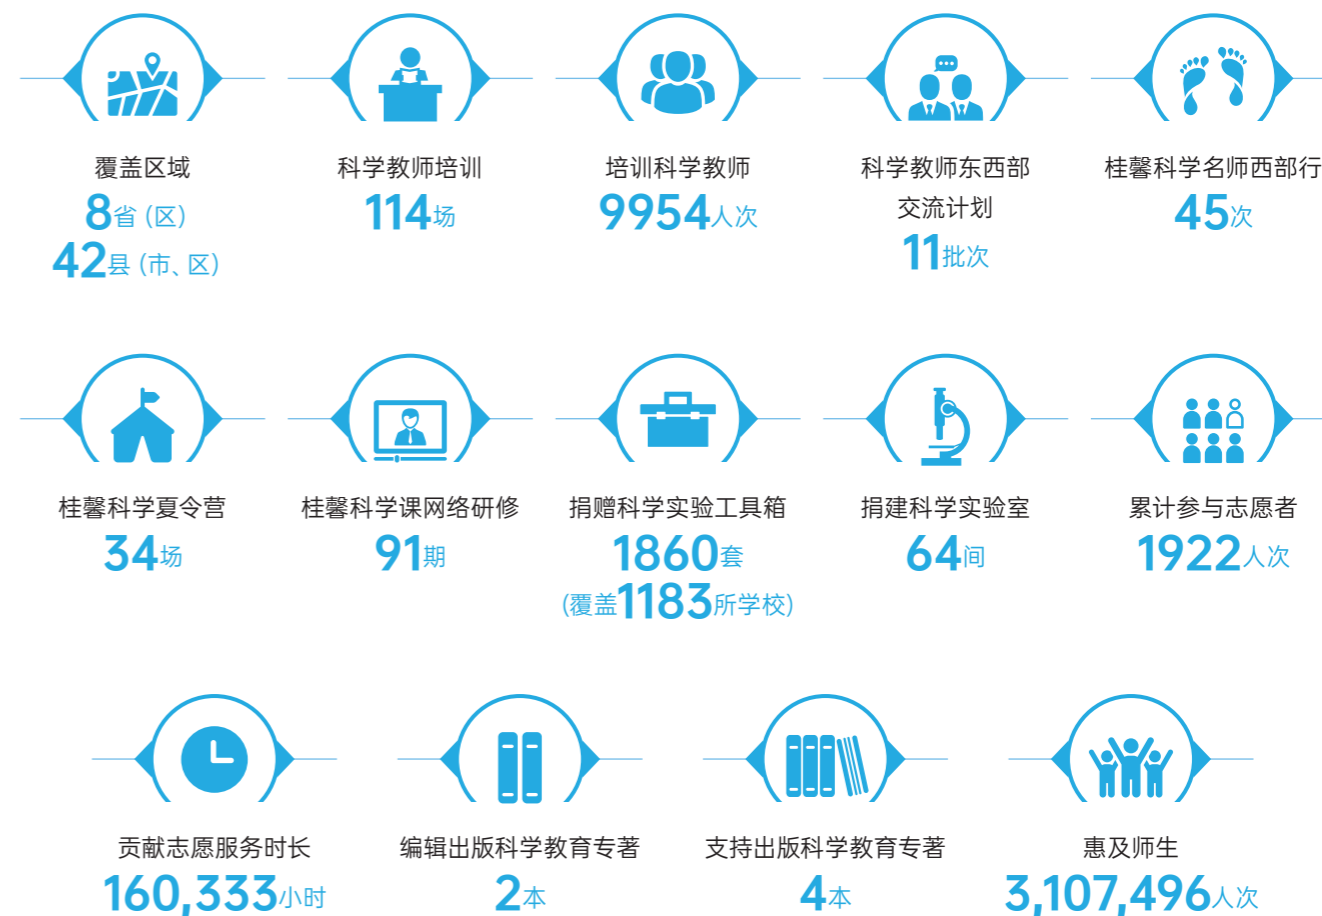 覆盖区域
8省（区）
42县（市、区）
科学教师培训
114场
培训科学教师
9954人次
科学教师东西部
交流计划
11批次
桂馨科学名师西部行
45次
桂馨科学夏令营
34场
桂馨科学课网络研修
91期
捐赠科学实验工具箱
1860套
(覆盖1183所学校)
捐建科学实验室
64间
累计参与志愿者
1922人次
贡献志愿服务时长
160,333小时
编辑出版科学教育专著
2本
支持出版科学教育专著
4本
惠及师生
3,107,496人次